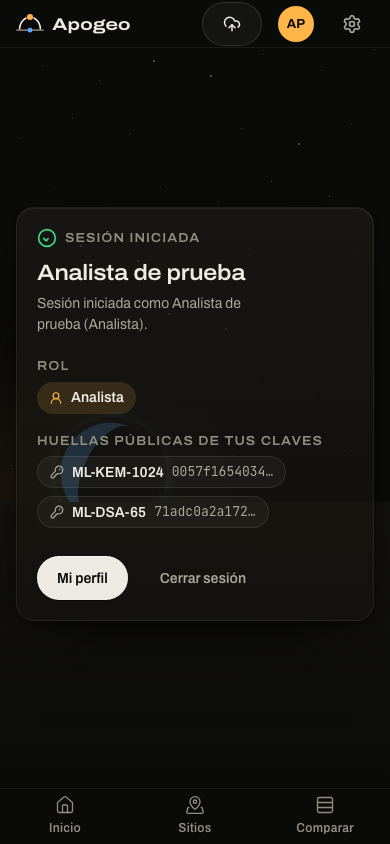 Apogeo
AP
SESIÓN INICIADA
Analista de prueba
Sesión iniciada como Analista de
prueba (Analista).
ROL
Analista
HUELLAS PÚBLICAS DE TUS CLAVES
ML-KEM-1024 0057f1654034…
ML-DSA-65 71adc0a2a172…
Mi perfil Cerrar sesión
Inicio Sitios Comparar